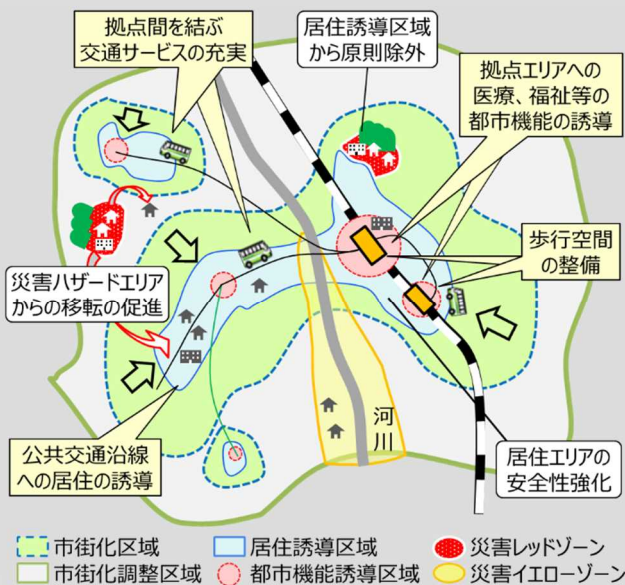 拠点間を結ぶ
交通サービスの充実
居住誘導区域
から原則除外
拠点エリアへの
医療、福祉等の
都市機能の誘導
歩行空間
の整備
災害ハザードエリア
からの移転の促進
公共交通沿線
への居住の誘導
河川
居住エリアの
安全性強化
市街化区域
居住誘導区域
災害レッドゾーン
市街化調整区域
都市機能誘導区域
災害イエローゾーン